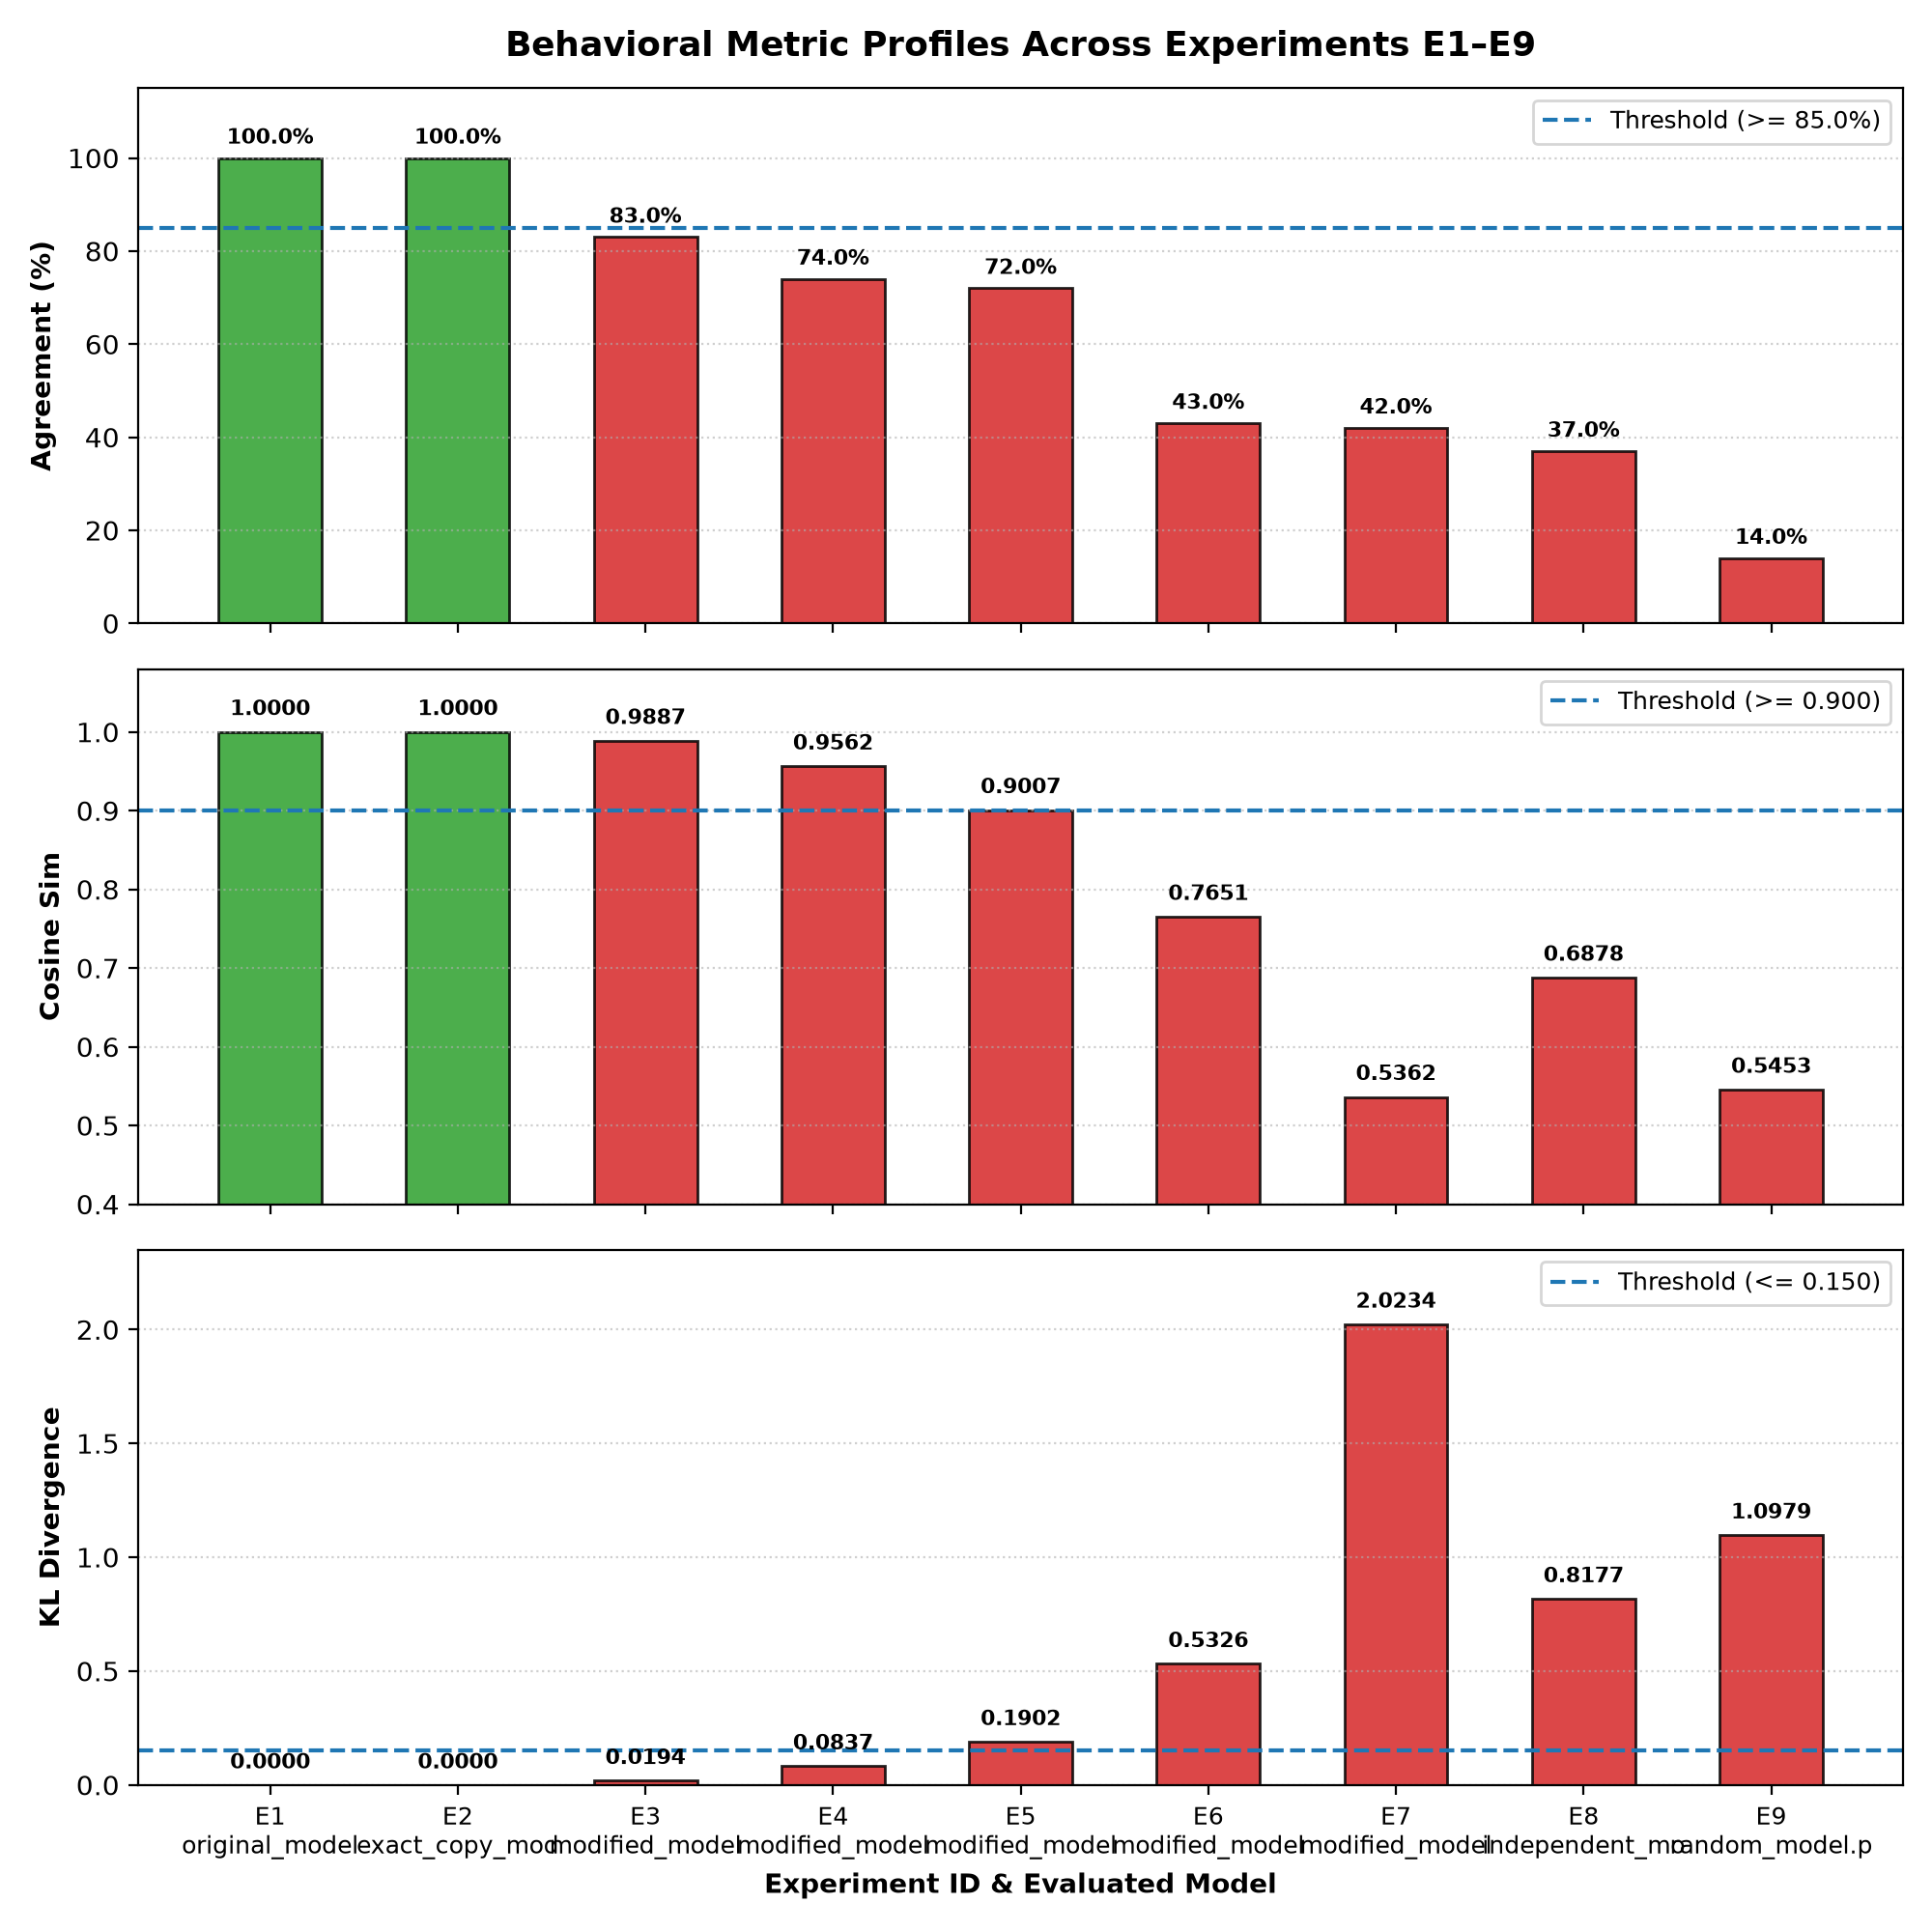 Behavioral Metric Profiles Across Experiments E1–E9
Threshold (>= 85.0%)
100.0% 100.0% 83.0% 74.0% 72.0% 43.0% 42.0% 37.0% 14.0%
100
80
60
40
20
0
Agreement (%)
Threshold (>= 0.900)
1.0000 1.0000 0.9887 0.9562 0.9007 0.7651 0.5362 0.6878 0.5453
1.0
0.9
0.8
0.7
0.6
0.5
0.4
Cosine Sim
Threshold (<= 0.150)
0.0000 0.0000 0.0194 0.0837 0.1902 0.5326 2.0234 0.8177 1.0979
2.0
1.5
1.0
0.5
0.0
KL Divergence
E1 E2 E3 E4 E5 E6 E7 E8 E9
original_model exact_copy_mod modified_model modified_model modified_model modified_model modified_model independent_mo random_model.p
Experiment ID & Evaluated Model